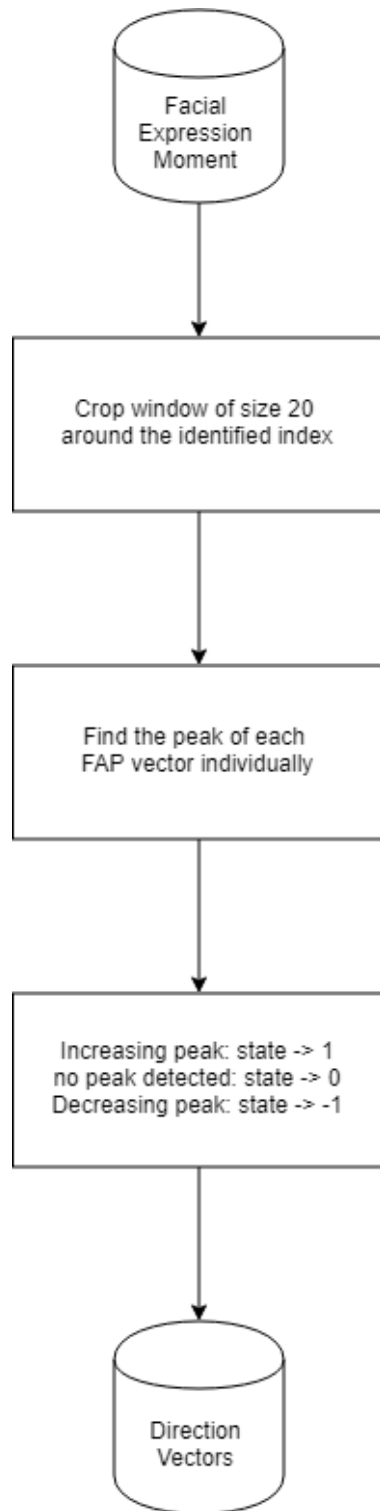 Facial
Expression
Moment
Crop window of size 20
around the identified index
Find the peak of each
FAP vector individually
Increasing peak: state -> 1
no peak detected: state -> 0
Decreasing peak: state -> -1
Direction
Vectors